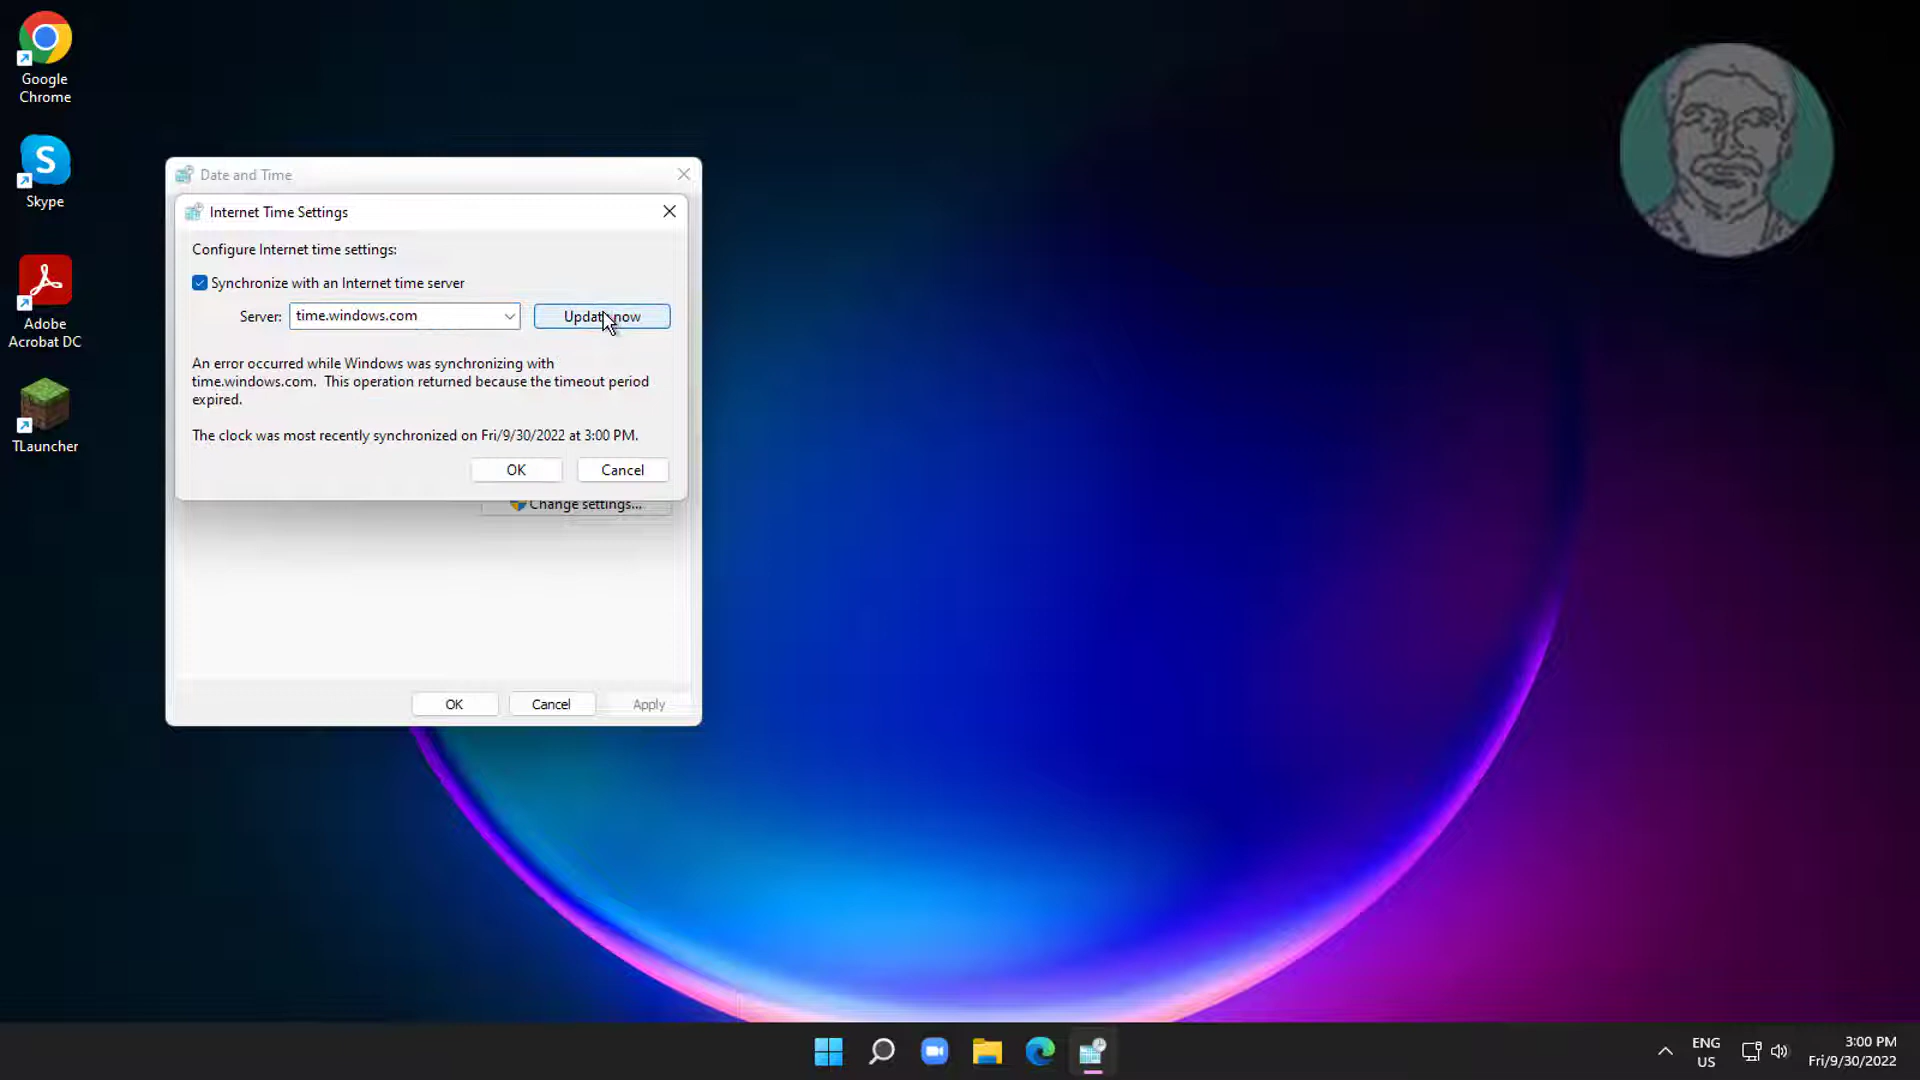 Google
Chrome
Skype
Adobe
Acrobat DC
TLauncher
Date and Time
Internet Time Settings
Configure Internet time settings:
Synchronize with an Internet time server
Server: time.windows.com Update now
An error occurred while Windows was synchronizing with
time.windows.com. This operation returned because the timeout period
expired.
The clock was most recently synchronized on Fri/9/30/2022 at 3:00 PM.
OK Cancel
Change settings...
OK Cancel Apply
ENG
US
3:00 PM
Fri/9/30/2022